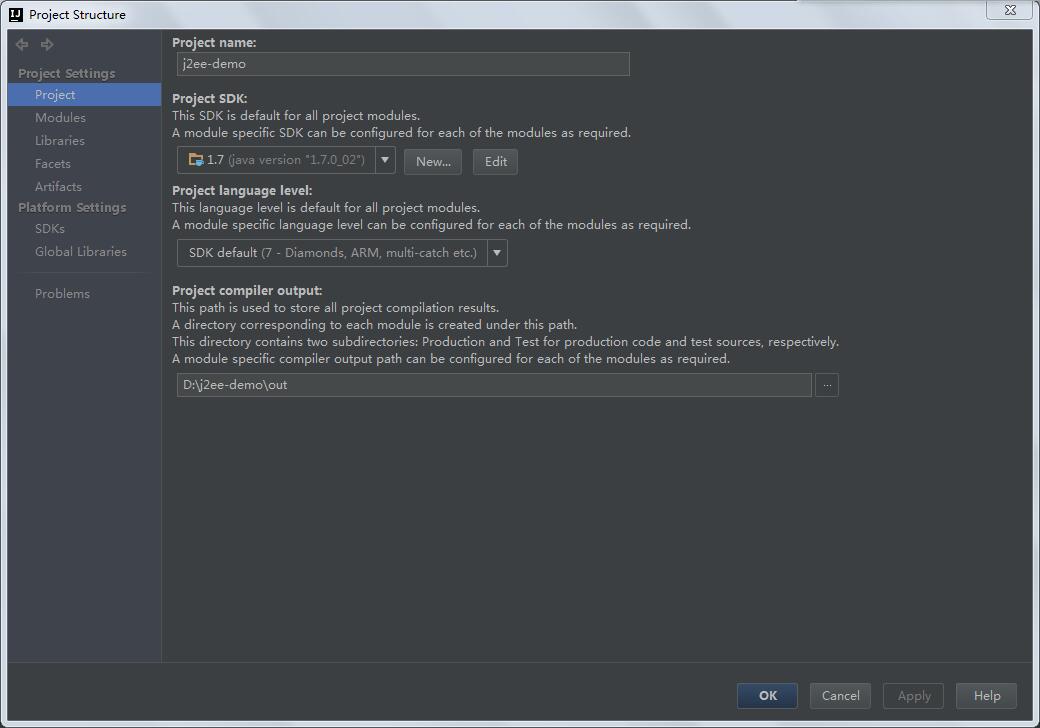 IJ Project Structure
Project Settings
Project
Modules
Libraries
Facets
Artifacts
Platform Settings
SDKs
Global Libraries
Problems
Project name:
j2ee-demo
Project SDK:
This SDK is default for all project modules.
A module specific SDK can be configured for each of the modules as required.
1.7 (java version "1.7.0_02") New... Edit
Project language level:
This language level is default for all project modules.
A module specific language level can be configured for each of the modules as required.
SDK default (7 - Diamonds, ARM, multi-catch etc.)
Project compiler output:
This path is used to store all project compilation results.
A directory corresponding to each module is created under this path.
This directory contains two subdirectories: Production and Test for production code and test sources, respectively.
A module specific compiler output path can be configured for each of the modules as required.
D:\j2ee-demo\out ...
OK Cancel Apply Help